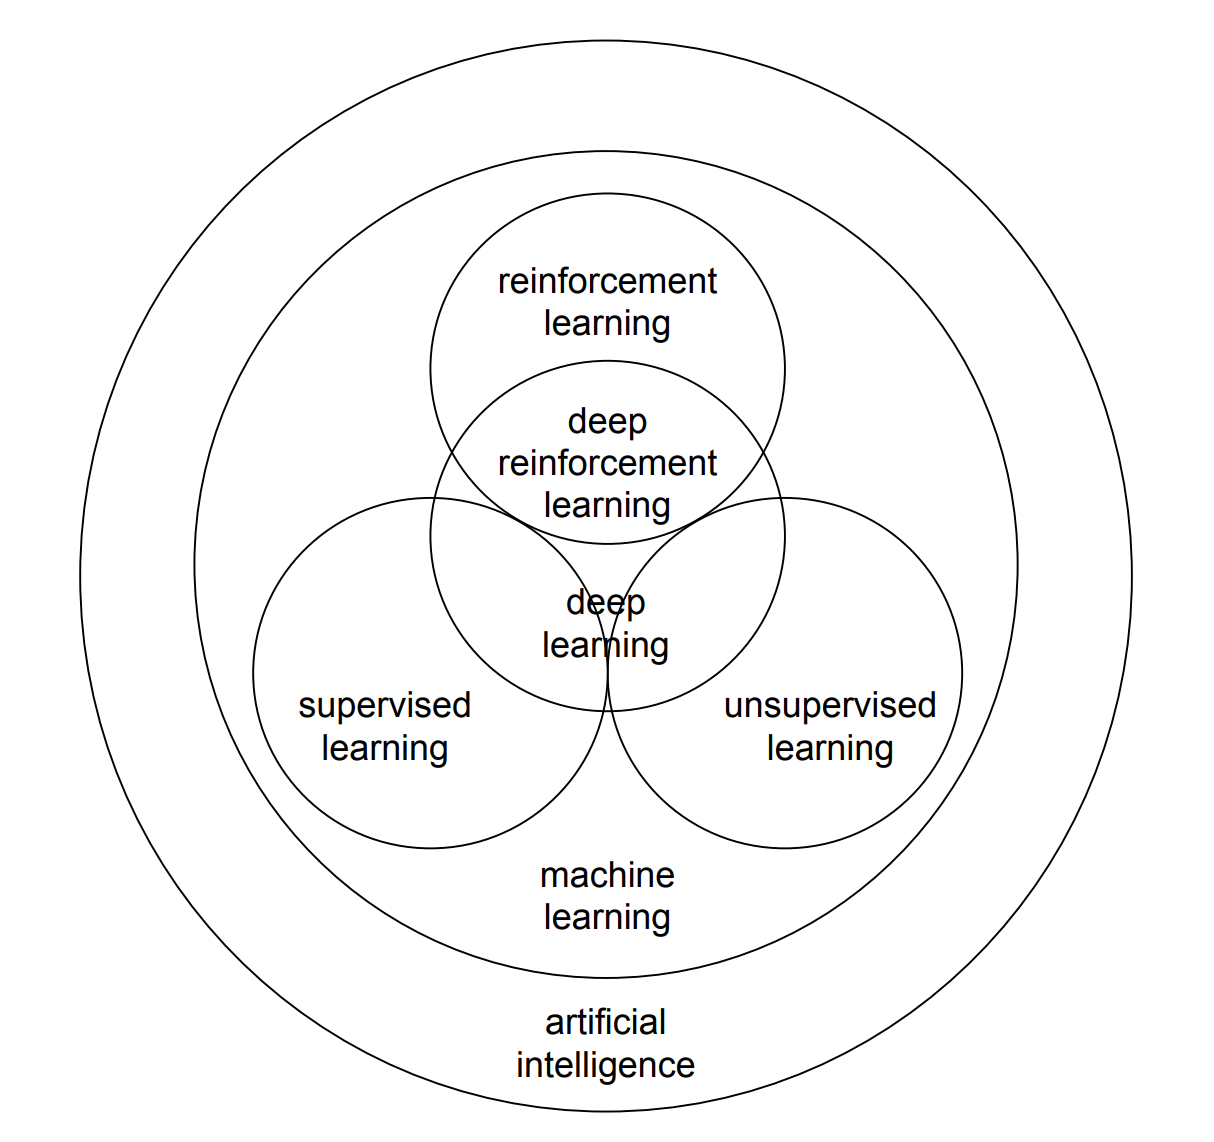 reinforcement
learning
deep
reinforcement
learning
deep
learning
supervised
learning
unsupervised
learning
machine
learning
artificial
intelligence